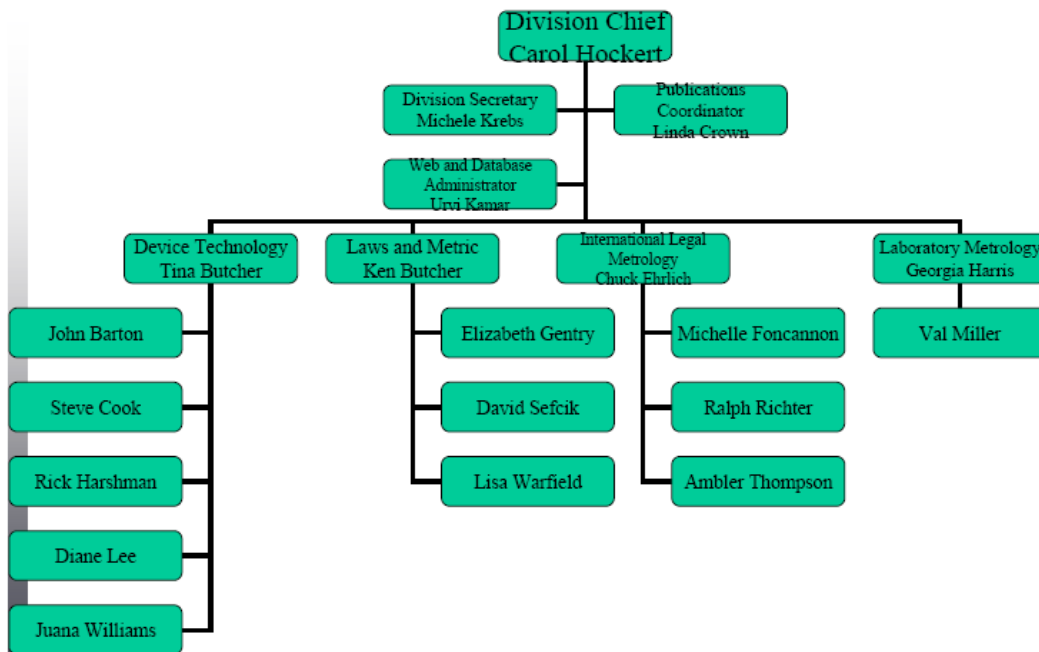 Division Chief
Carol Hockert
Division Secretary
Michele Krebs
Publications
Coordinator
Linda Crown
Web and Database
Administrator
Urvi Kamar
Device Technology
Tina Butcher
Laws and Metric
Ken Butcher
International Legal
Metrology
Chuck Ehrlich
Laboratory Metrology
Georgia Harris
John Barton
Elizabeth Gentry
Michelle Foncannon
Val Miller
Steve Cook
David Sefcik
Ralph Richter
Rick Harshman
Lisa Warfield
Ambler Thompson
Diane Lee
Juana Williams